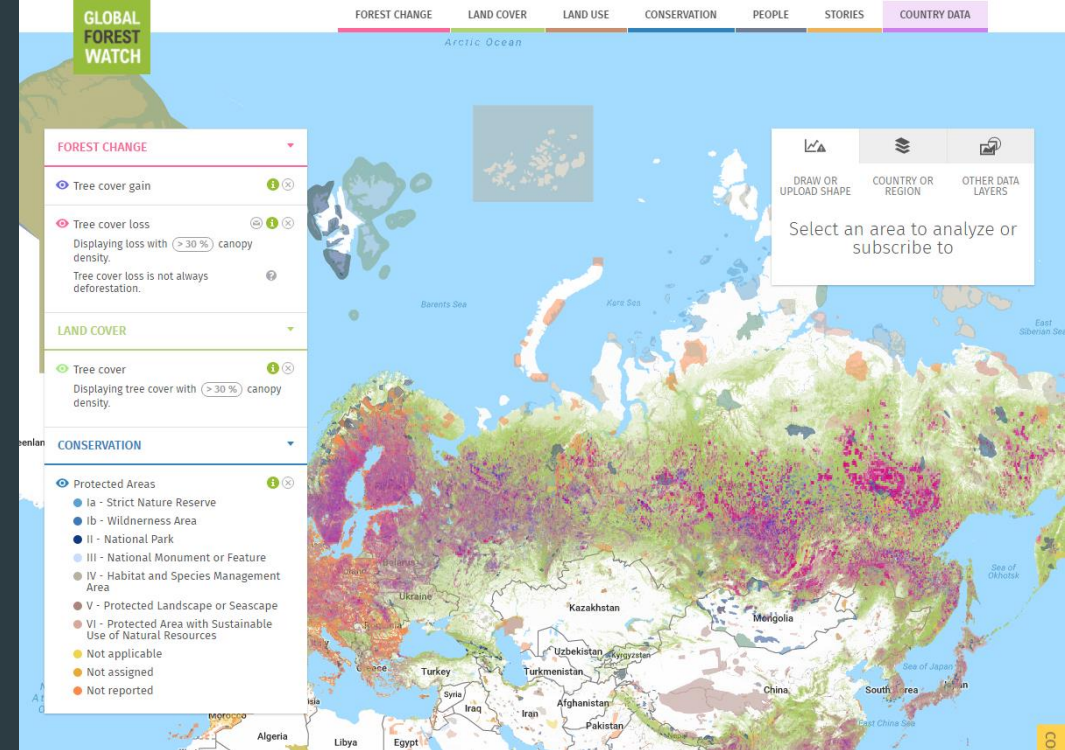 GLOBAL
FOREST
WATCH
FOREST CHANGE
LAND COVER
LAND USE
CONSERVATION
PEOPLE
STORIES
COUNTRY DATA
Arctic Ocean
FOREST CHANGE
Tree cover gain
Tree cover loss
Displaying loss with > 30 % canopy
density.
Tree cover loss is not always
deforestation.
LAND COVER
Tree cover
Displaying tree cover with > 30 % canopy
density.
CONSERVATION
Protected Areas
Ia - Strict Nature Reserve
Ib - Wildnerness Area
II - National Park
III - National Monument or Feature
IV - Habitat and Species Management
Area
V - Protected Landscape or Seascape
VI - Protected Area with Sustainable
Use of Natural Resources
Not applicable
Not assigned
Not reported
DRAW OR
UPLOAD SHAPE
COUNTRY OR
REGION
OTHER DATA
LAYERS
Select an area to analyze or
subscribe to
Barents Sea
Kara Sea
East
Siberian Sea
Sea of
Okhotsk
Belarus
Ukraine
Kazakhstan
Mongolia
Uzbekistan
Kyrgyzstan
Greece
Turkey
Turkmenistan
Sea of Japan
China
South
Syria
Iraq
Iran
Afghanistan
East China Sea
Morocco
Pakistan
Algeria
Libya
Egypt